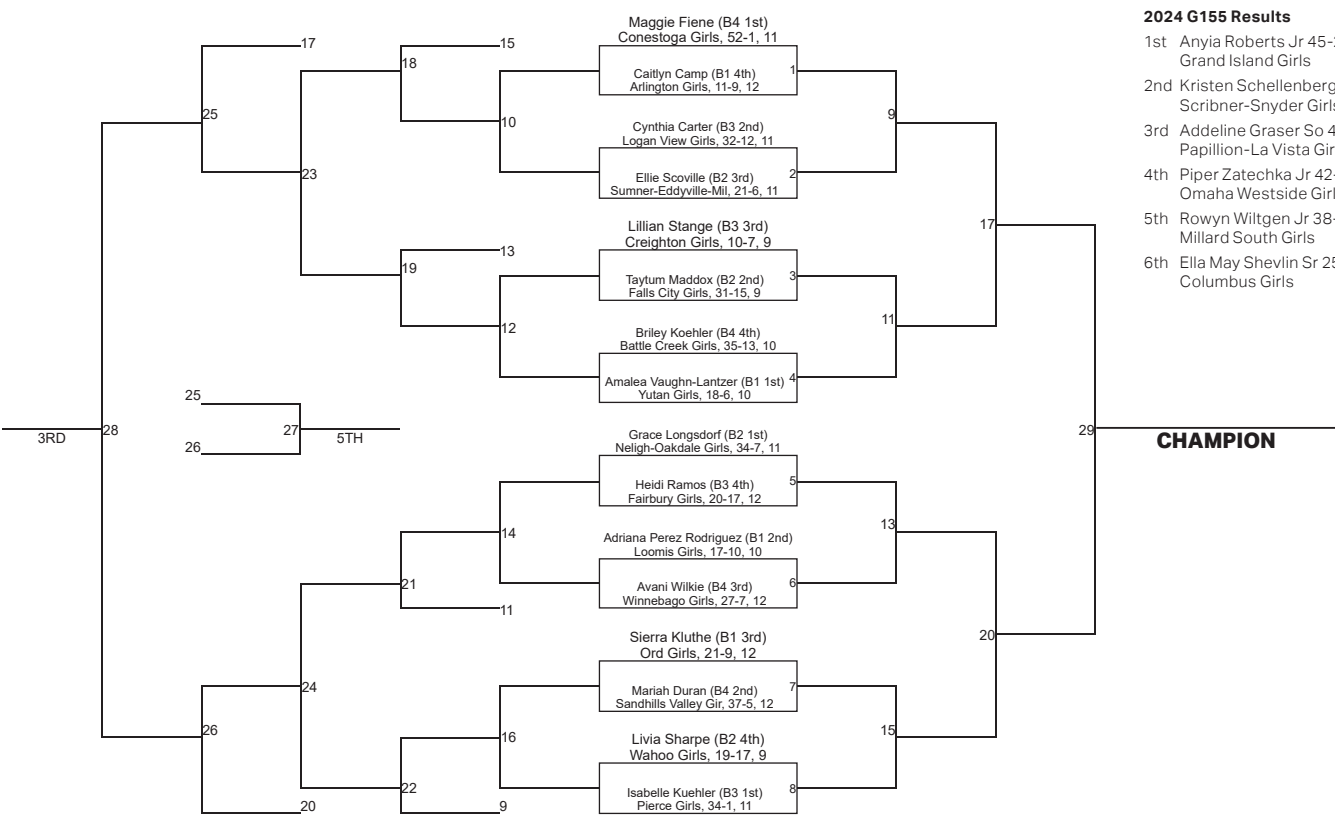 Maggie Fiene (B4 1st)
Conestoga Girls, 52-1, 11
Caitlyn Camp (B1 4th)
Arlington Girls, 11-9, 12
1
Cynthia Carter (B3 2nd)
Logan View Girls, 32-12, 11
Ellie Scoville (B2 3rd)
Sumner-Eddyville-Mil, 21-6, 11
2
Lillian Stange (B3 3rd)
Creighton Girls, 10-7, 9
Taytum Maddox (B2 2nd)
Falls City Girls, 31-15, 9
3
Briley Koehler (B4 4th)
Battle Creek Girls, 35-13, 10
Amalea Vaughn-Lantzer (B1 1st)
Yutan Girls, 18-6, 10
4
Grace Longsdorf (B2 1st)
Neligh-Oakdale Girls, 34-7, 11
Heidi Ramos (B3 4th)
Fairbury Girls, 20-17, 12
5
Adriana Perez Rodriguez (B1 2nd)
Loomis Girls, 17-10, 10
Avani Wilkie (B4 3rd)
Winnebago Girls, 27-7, 12
6
Sierra Kluthe (B1 3rd)
Ord Girls, 21-9, 12
Mariah Duran (B4 2nd)
Sandhills Valley Gir, 37-5, 12
7
Livia Sharpe (B2 4th)
Wahoo Girls, 19-17, 9
Isabelle Kuehler (B3 1st)
Pierce Girls, 34-1, 11
8
17
15
18
25
10
23
13
19
12
25
28
3RD
27
5TH
26
14
21
11
24
26
16
22
20
9
9
17
11
29
CHAMPION
13
20
15
2024 G155 Results
1st Anyia Roberts Jr 45-
Grand Island Girls
2nd Kristen Schellenberg
Scribner-Snyder Girls
3rd Addeline Graser So 4
Papillion-La Vista Gir
4th Piper Zatechka Jr 42-
Omaha Westside Girl
5th Rowyn Wiltgen Jr 38-
Millard South Girls
6th Ella May Shevlin Sr 25
Columbus Girls